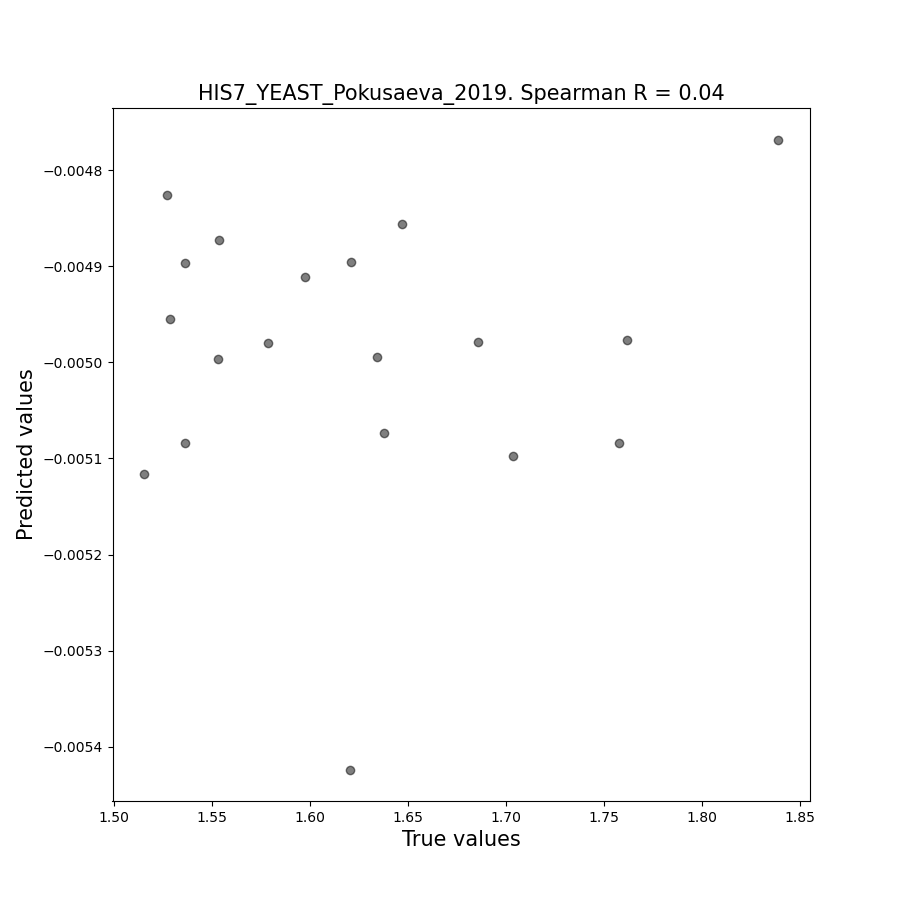 HIS7_YEAST_Pokusaeva_2019. Spearman R = 0.04
−0.0048
−0.0049
−0.0050
−0.0051
−0.0052
−0.0053
−0.0054
Predicted values
1.50 1.55 1.60 1.65 1.70 1.75 1.80 1.85
True values